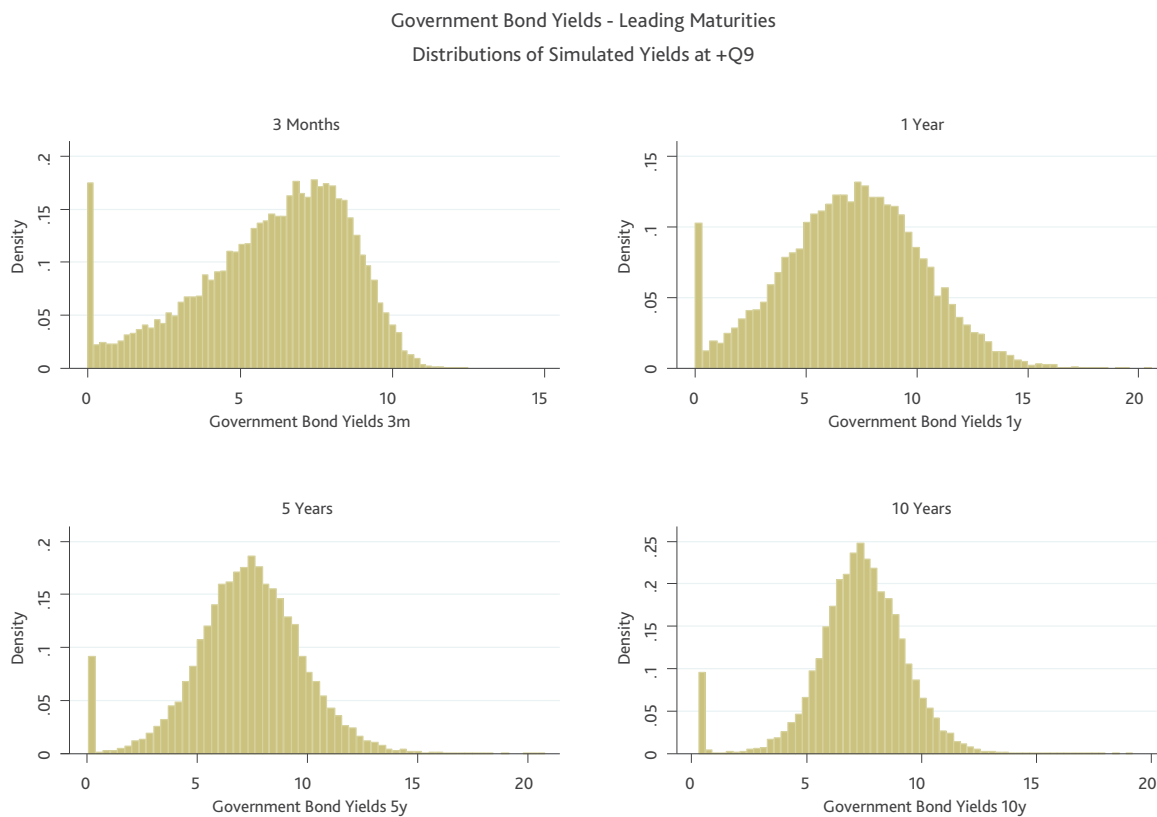 Government Bond Yields - Leading Maturities
Distributions of Simulated Yields at +Q9
3 Months
Density
.2
.15
.1
.05
0
0 5 10 15
Government Bond Yields 3m
1 Year
Density
.15
.1
.05
0
0 5 10 15 20
Government Bond Yields 1y
5 Years
Density
.2
.15
.1
.05
0
0 5 10 15 20
Government Bond Yields 5y
10 Years
Density
.25
.2
.15
.1
.05
0
0 5 10 15 20
Government Bond Yields 10y